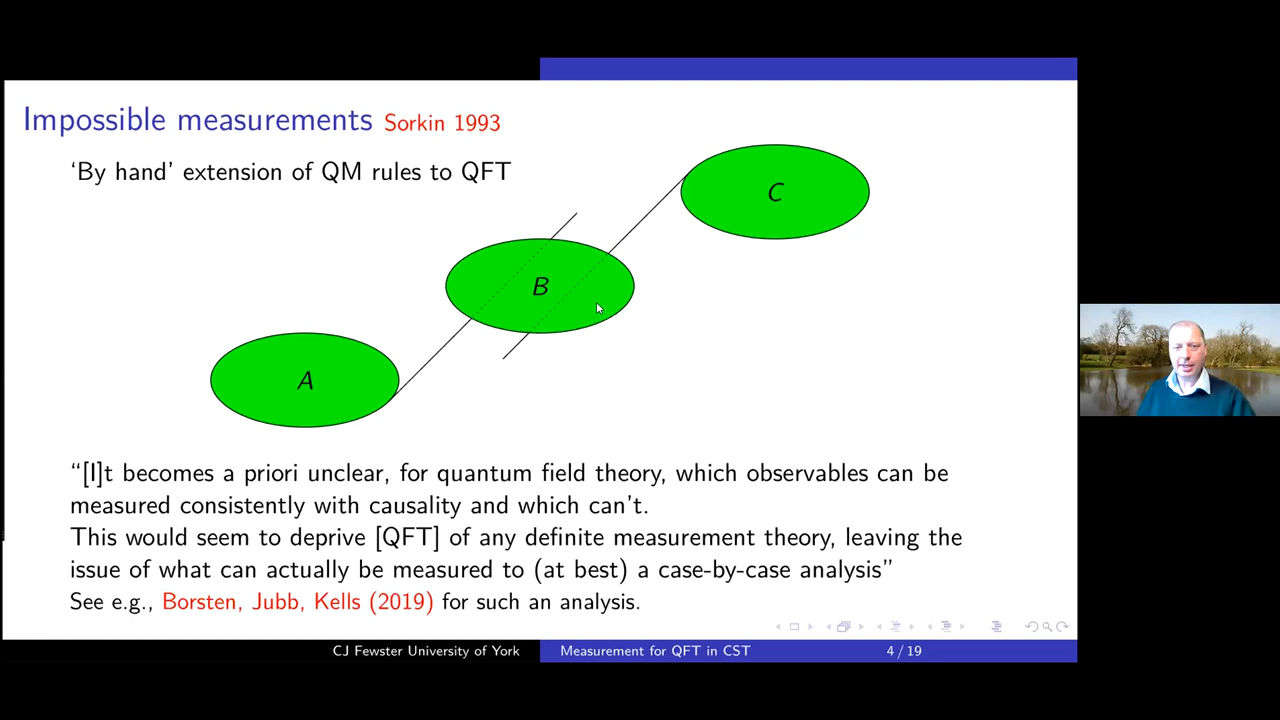 Impossible measurements Sorkin 1993
‘By hand’ extension of QM rules to QFT
C
B
A
“[I]t becomes a priori unclear, for quantum field theory, which observables can be
measured consistently with causality and which can’t.
This would seem to deprive [QFT] of any definite measurement theory, leaving the
issue of what can actually be measured to (at best) a case-by-case analysis”
See e.g., Borsten, Jubb, Kells (2019) for such an analysis.
CJ Fewster University of York
Measurement for QFT in CST
4 / 19